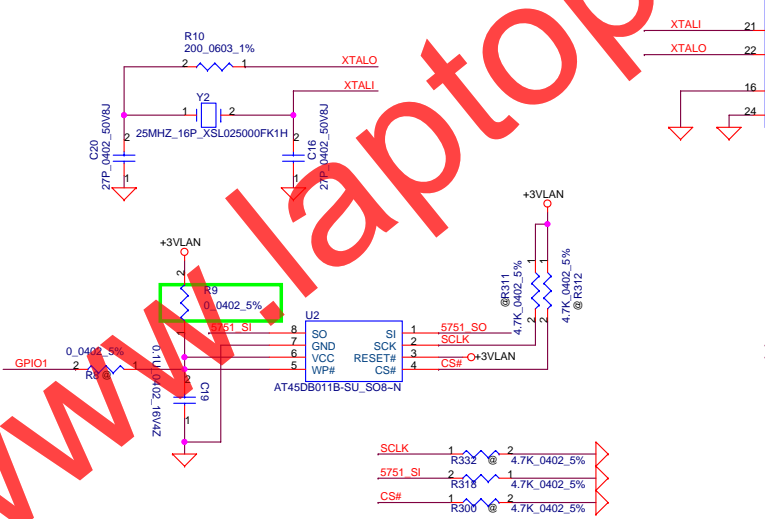 R10
200_0603_1%
2 1 XTALO
XTALI
Y2
1 2
25MHZ_16P_XSL025000FK1H
2 C20 27P_0402_50V8J 1
2 C16 27P_0402_50V8J 1
XTALI 21
XTALO 22
16
24
+3VLAN
2
R9
0_0402_5%
1
+3VLAN
1 @R311 4.7K_0402_5% 2
1 4.7K_0402_5% @R312 2
U2
5751_SI 8 SO SI 1 5751_SO
7 GND SCK 2 SCLK
6 VCC RESET# 3 +3VLAN
5 WP# CS# 4 CS#
AT45DB011B-SU_SO8~N
0_0402_5%
GPIO1 2 1
R8 @
0.1U_0402_16V4Z
2 C19 1
SCLK 1 2
R332 @ 4.7K_0402_5%
5751_SI 2 1
R318 4.7K_0402_5%
CS# 1 2
R300 @ 4.7K_0402_5%
www.laptop